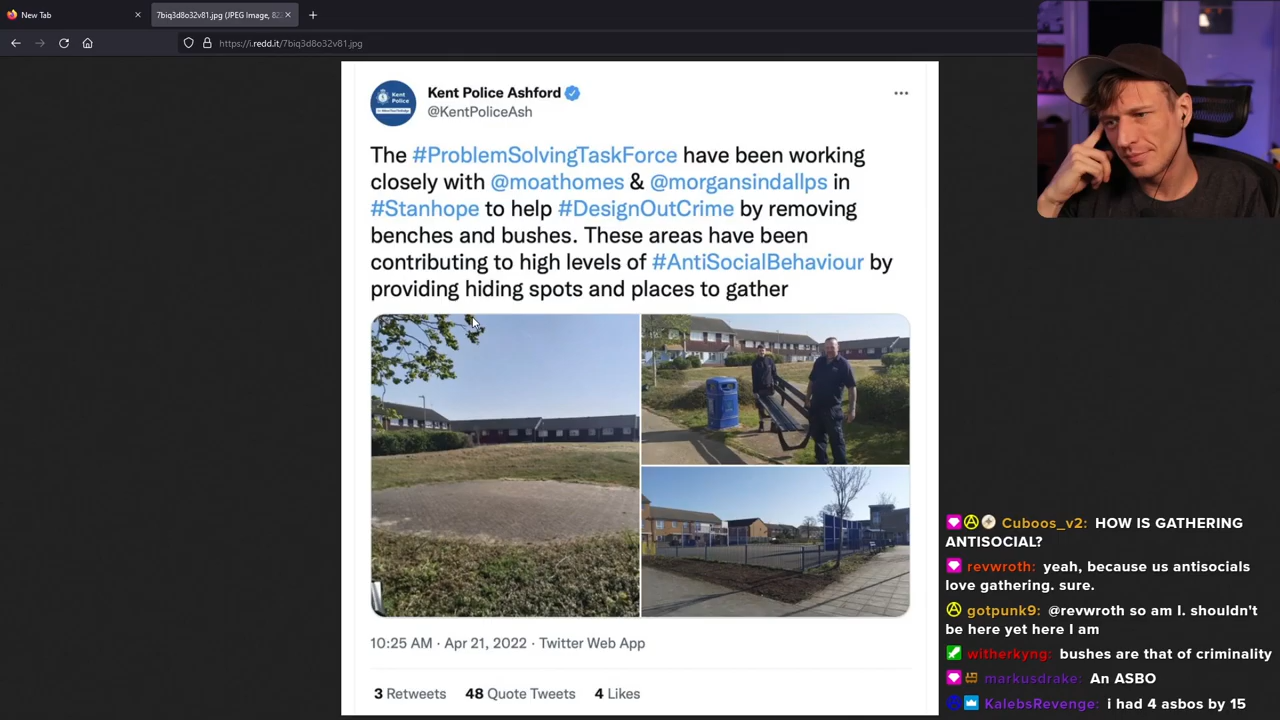 New Tab
7biq3d8o32v81.jpg (JPEG Image, 82
https://i.redd.it/7biq3d8o32v81.jpg
Kent Police Ashford
@KentPoliceAsh
The #ProblemSolvingTaskForce have been working
closely with @moathomes & @morgansindallps in
#Stanhope to help #DesignOutCrime by removing
benches and bushes. These areas have been
contributing to high levels of #AntiSocialBehaviour by
providing hiding spots and places to gather
10:25 AM · Apr 21, 2022 · Twitter Web App
3 Retweets 48 Quote Tweets 4 Likes
Cuboos_v2: HOW IS GATHERING
ANTISOCIAL?
revwroth: yeah, because us antisocials
love gathering. sure.
gotpunk9: @revwroth so am I. shouldn't
be here yet here I am
witherkyng: bushes are that of criminality
markusdrake: An ASBO
KalebsRevenge: i had 4 asbos by 15